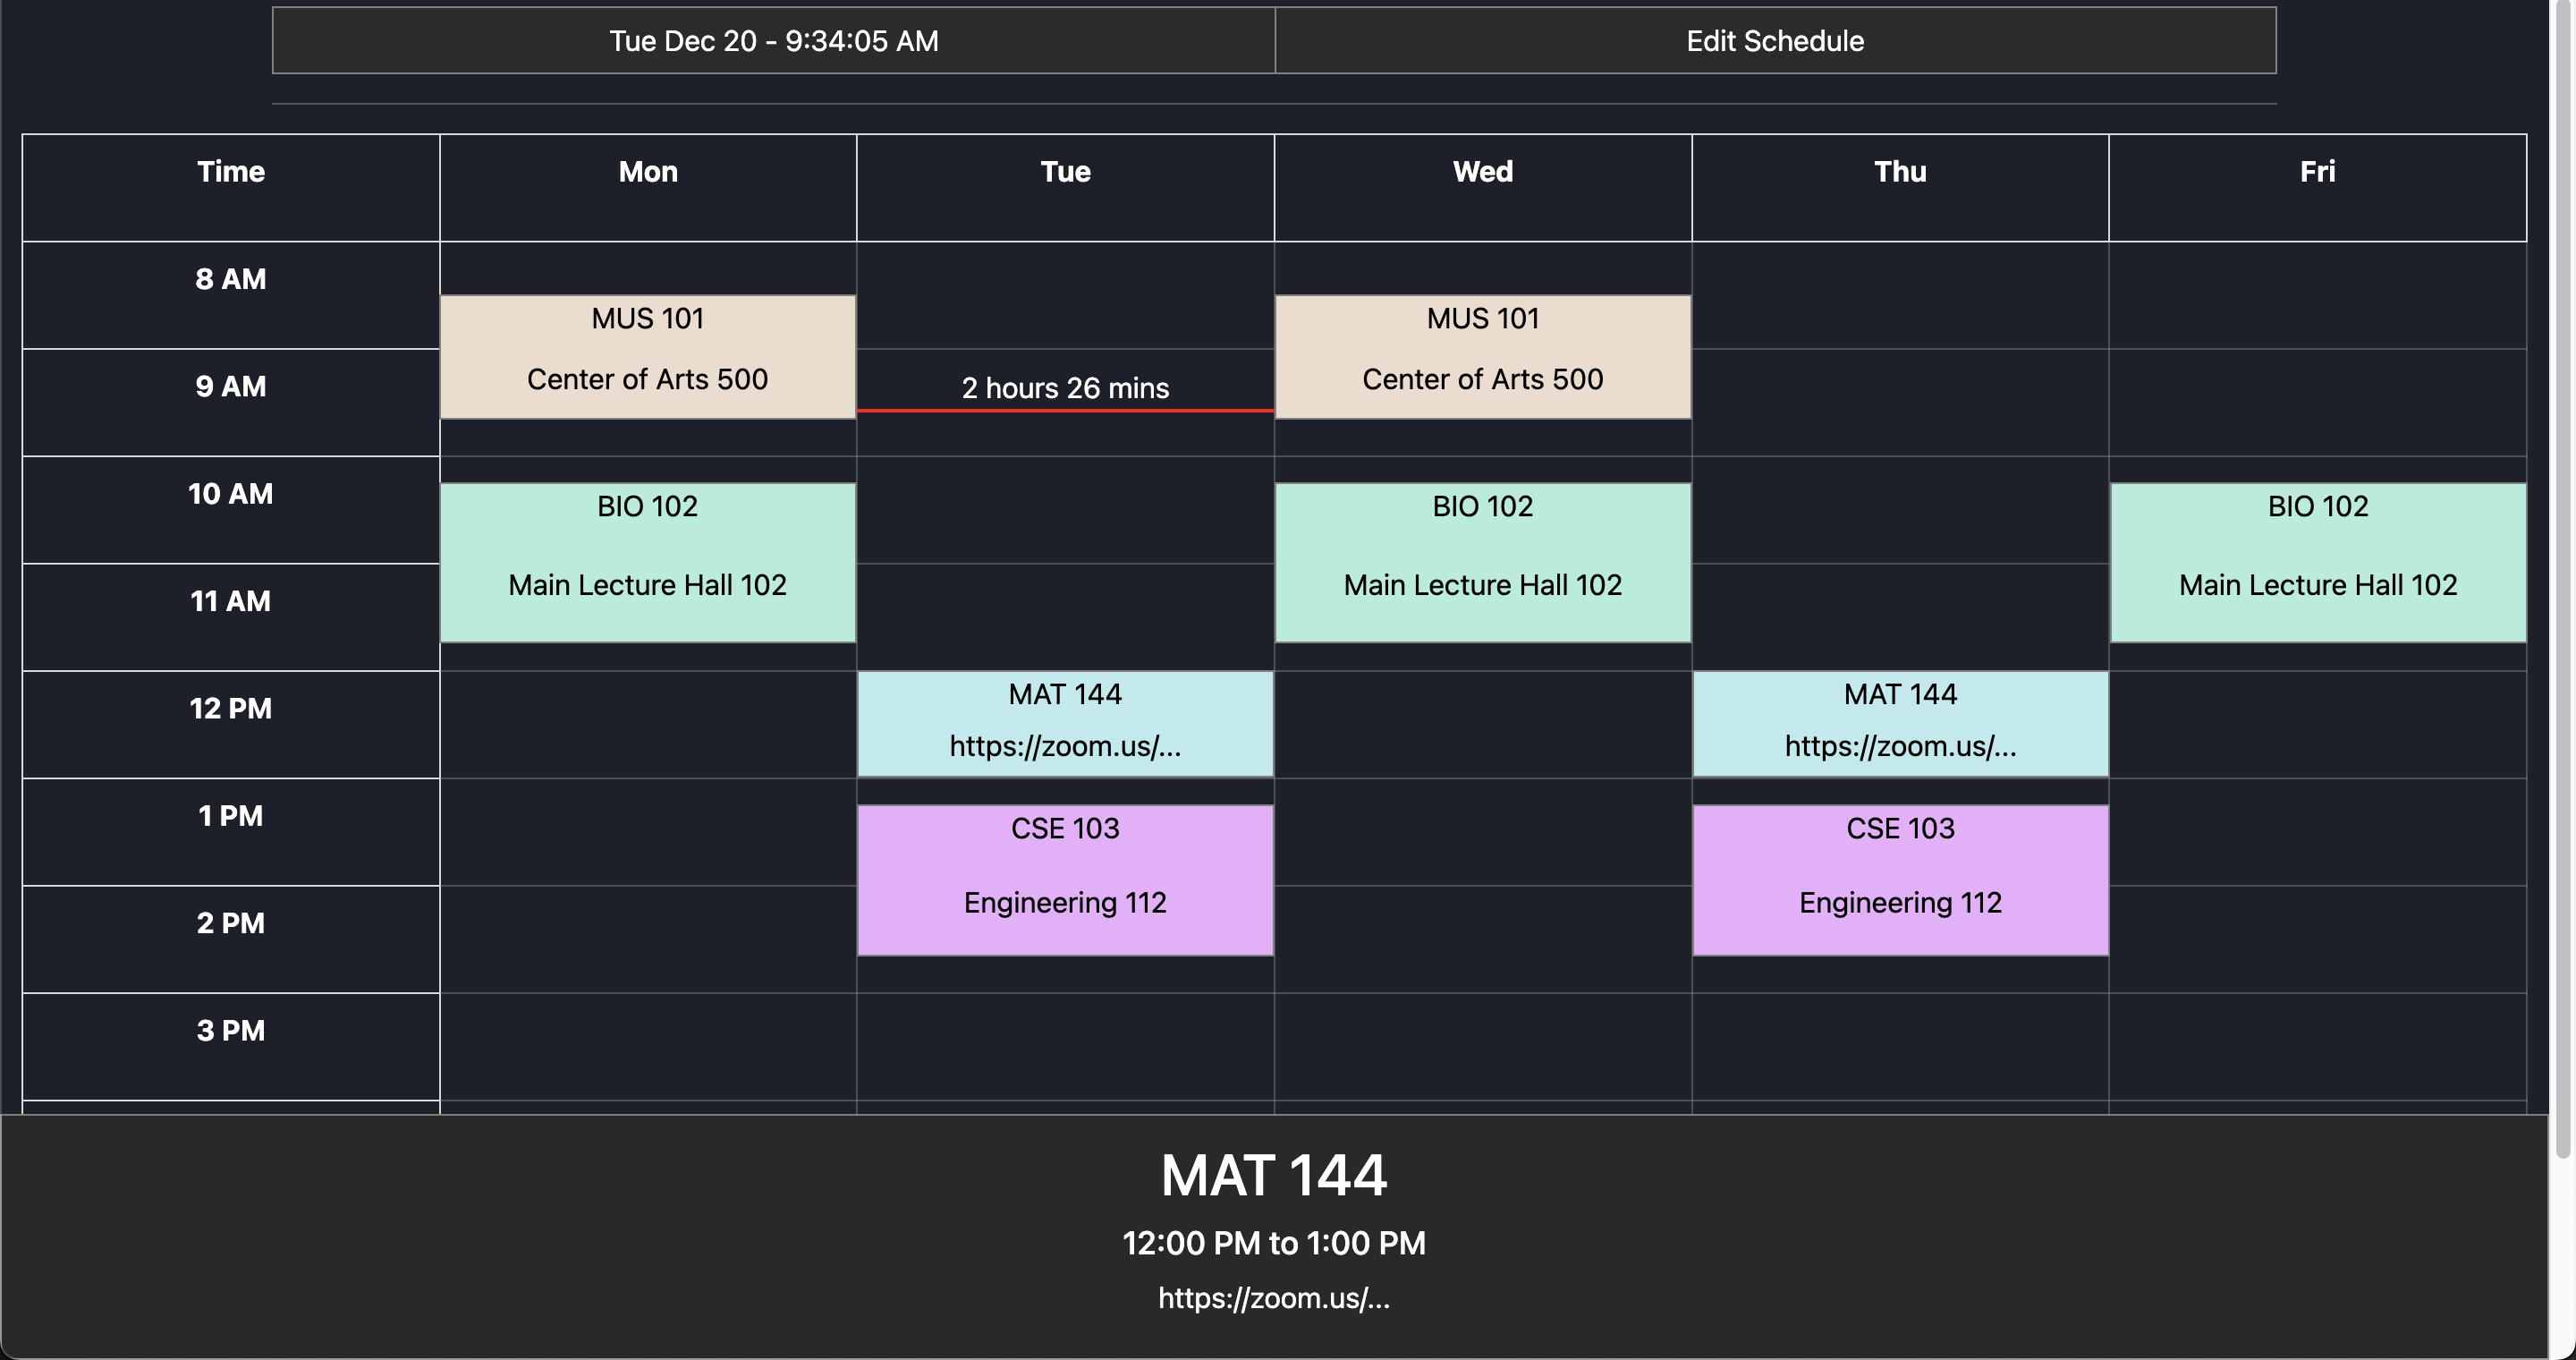 Tue Dec 20 - 9:34:05 AM
Edit Schedule
Time Mon Tue Wed Thu Fri
8 AM
MUS 101 MUS 101
Center of Arts 500 Center of Arts 500
9 AM
2 hours 26 mins
10 AM
BIO 102 BIO 102 BIO 102
Main Lecture Hall 102 Main Lecture Hall 102 Main Lecture Hall 102
11 AM
12 PM
MAT 144 MAT 144
https://zoom.us/... https://zoom.us/...
1 PM
CSE 103 CSE 103
Engineering 112 Engineering 112
2 PM
3 PM
MAT 144
12:00 PM to 1:00 PM
https://zoom.us/...